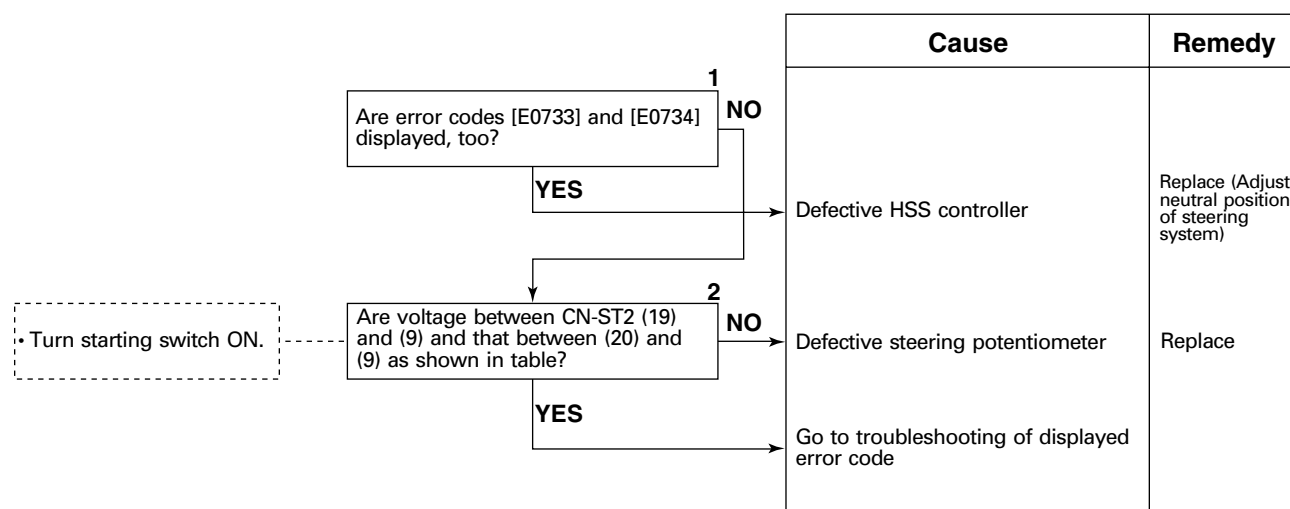 Cause
Remedy
1
Are error codes [E0733] and [E0734]
displayed, too?
NO
YES
Defective HSS controller
Replace (Adjust
neutral position
of steering
system)
• Turn starting switch ON.
2
Are voltage between CN-ST2 (19)
and (9) and that between (20) and
(9) as shown in table?
NO
Defective steering potentiometer
Replace
YES
Go to troubleshooting of displayed
error code